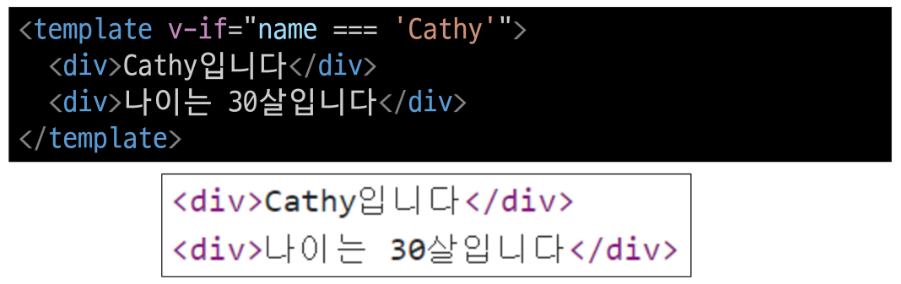 <template v-if="name === 'Cathy'">
<div>Cathy입니다</div>
<div>나이는 30살입니다</div>
</template>
<div>Cathy입니다</div>
<div>나이는 30살입니다</div>